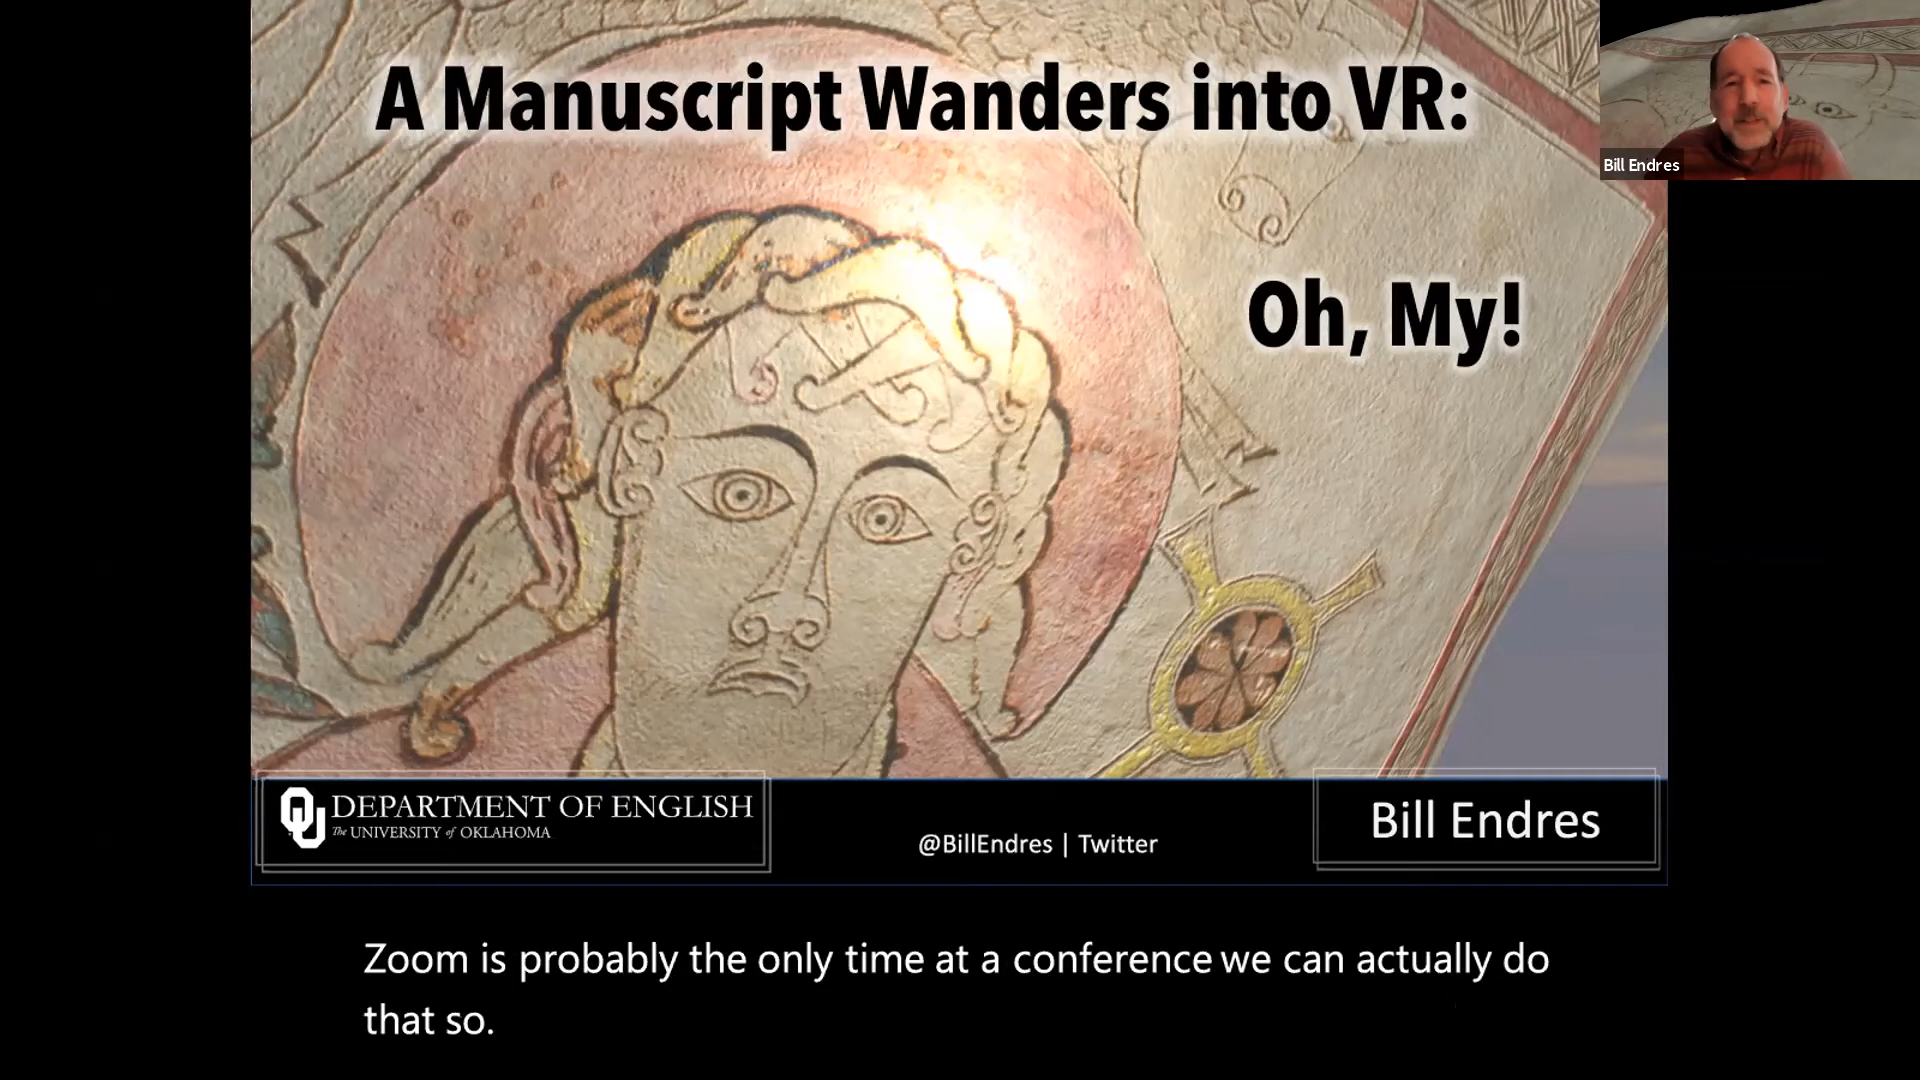 A Manuscript Wanders into VR:
Oh, My!
Bill Endres
OU DEPARTMENT OF ENGLISH
The UNIVERSITY of OKLAHOMA
@BillEndres | Twitter
Bill Endres
Zoom is probably the only time at a conference we can actually do
that so.